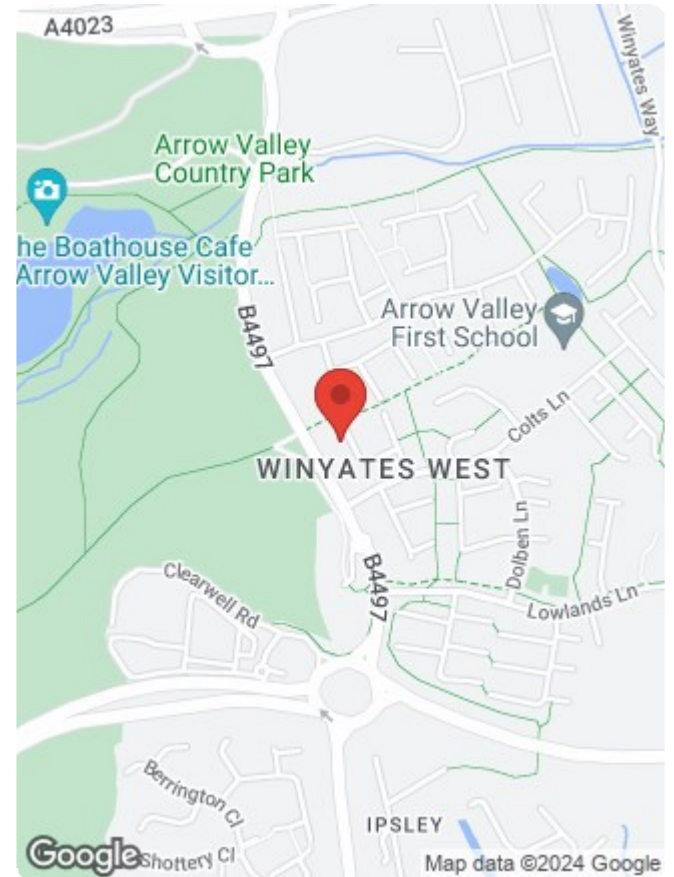 A4023
Winyates Way
Arrow Valley
Country Park
he Boathouse Cafe
Arrow Valley Visitor...
B4497
Arrow Valley
First School
Colts Ln
WINYATES WEST
Dolben Ln
B4497
Clearwell Rd
Lowlands Ln
Berrington Cl
IPSLEY
Google
Shottery Cl
Map data ©2024 Google